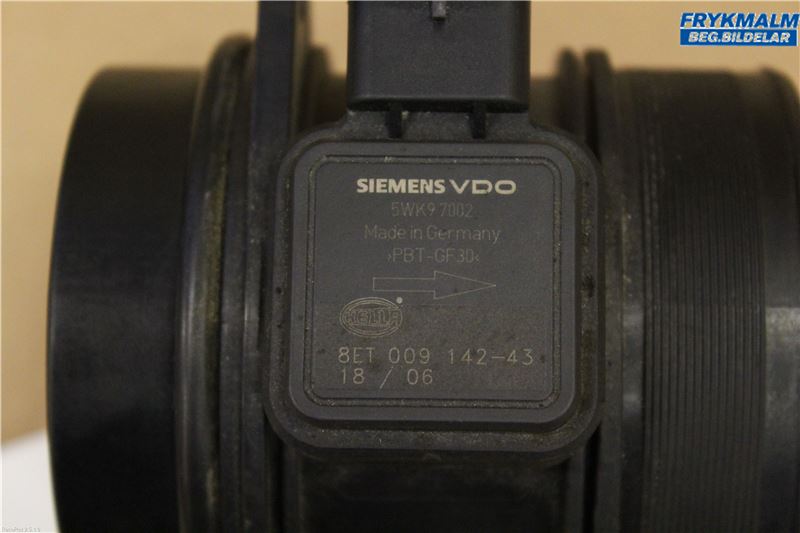 FRYKMALM
BEG.BILDELAR
SIEMENS VDO
5WK9 7002
Made in Germany
›PBT-GF30‹
HELLA
®
8ET 009 142-43
18 / 06